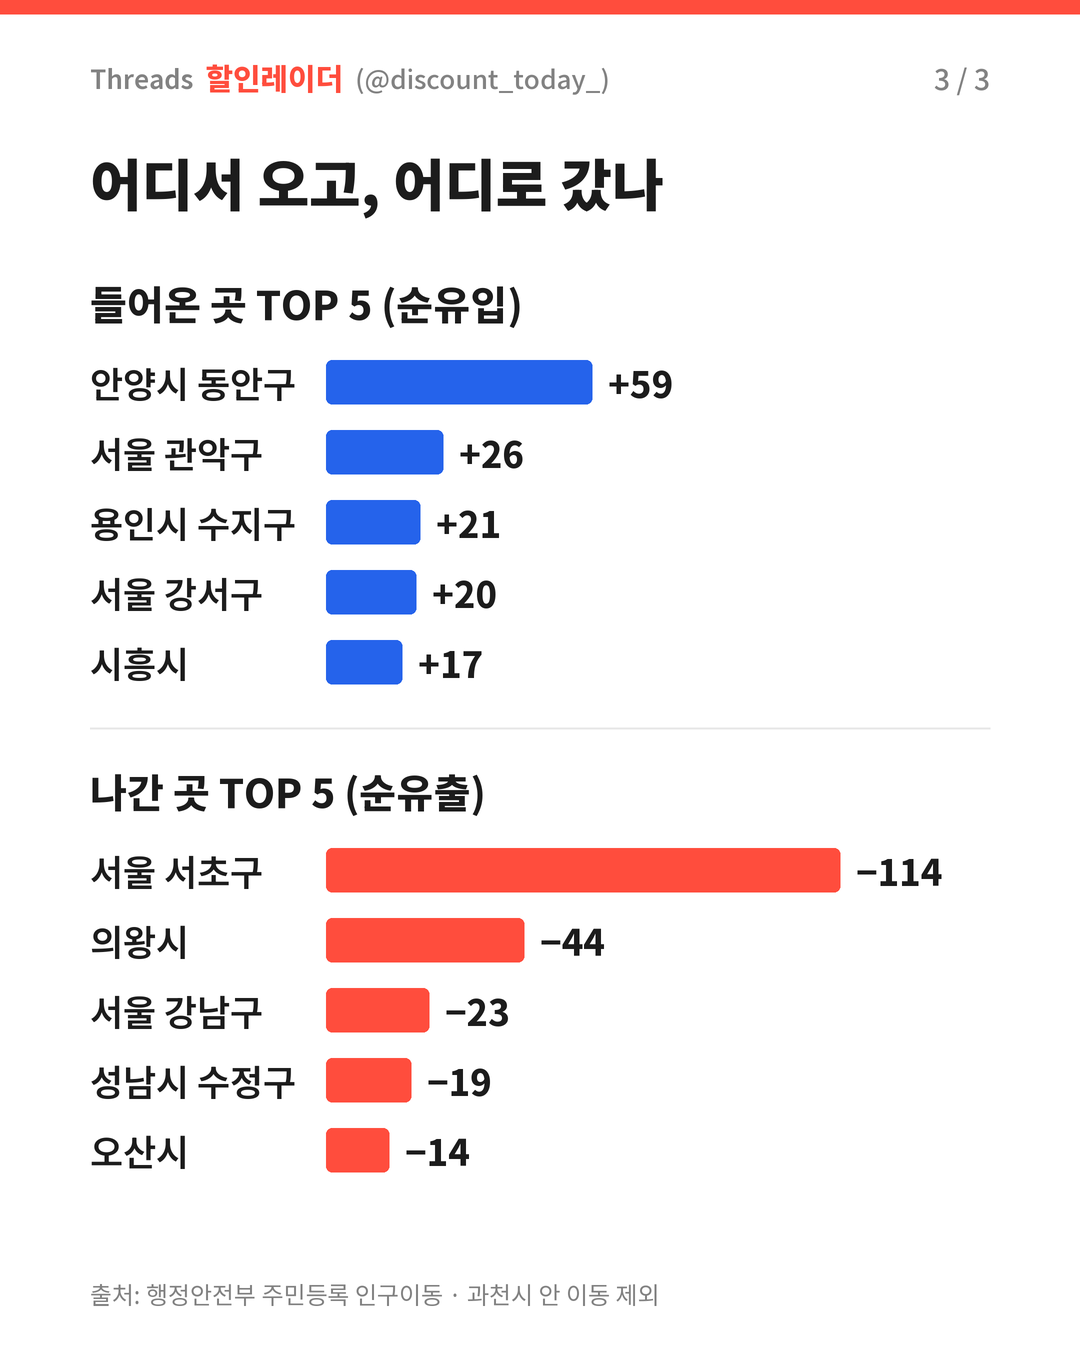 Threads 할인레이더 (@discount_today_) 3 / 3
어디서 오고, 어디로 갔나
들어온 곳 TOP 5 (순유입)
안양시 동안구 +59
서울 관악구 +26
용인시 수지구 +21
서울 강서구 +20
시흥시 +17
나간 곳 TOP 5 (순유출)
서울 서초구 −114
의왕시 −44
서울 강남구 −23
성남시 수정구 −19
오산시 −14
출처: 행정안전부 주민등록 인구이동 · 과천시 안 이동 제외